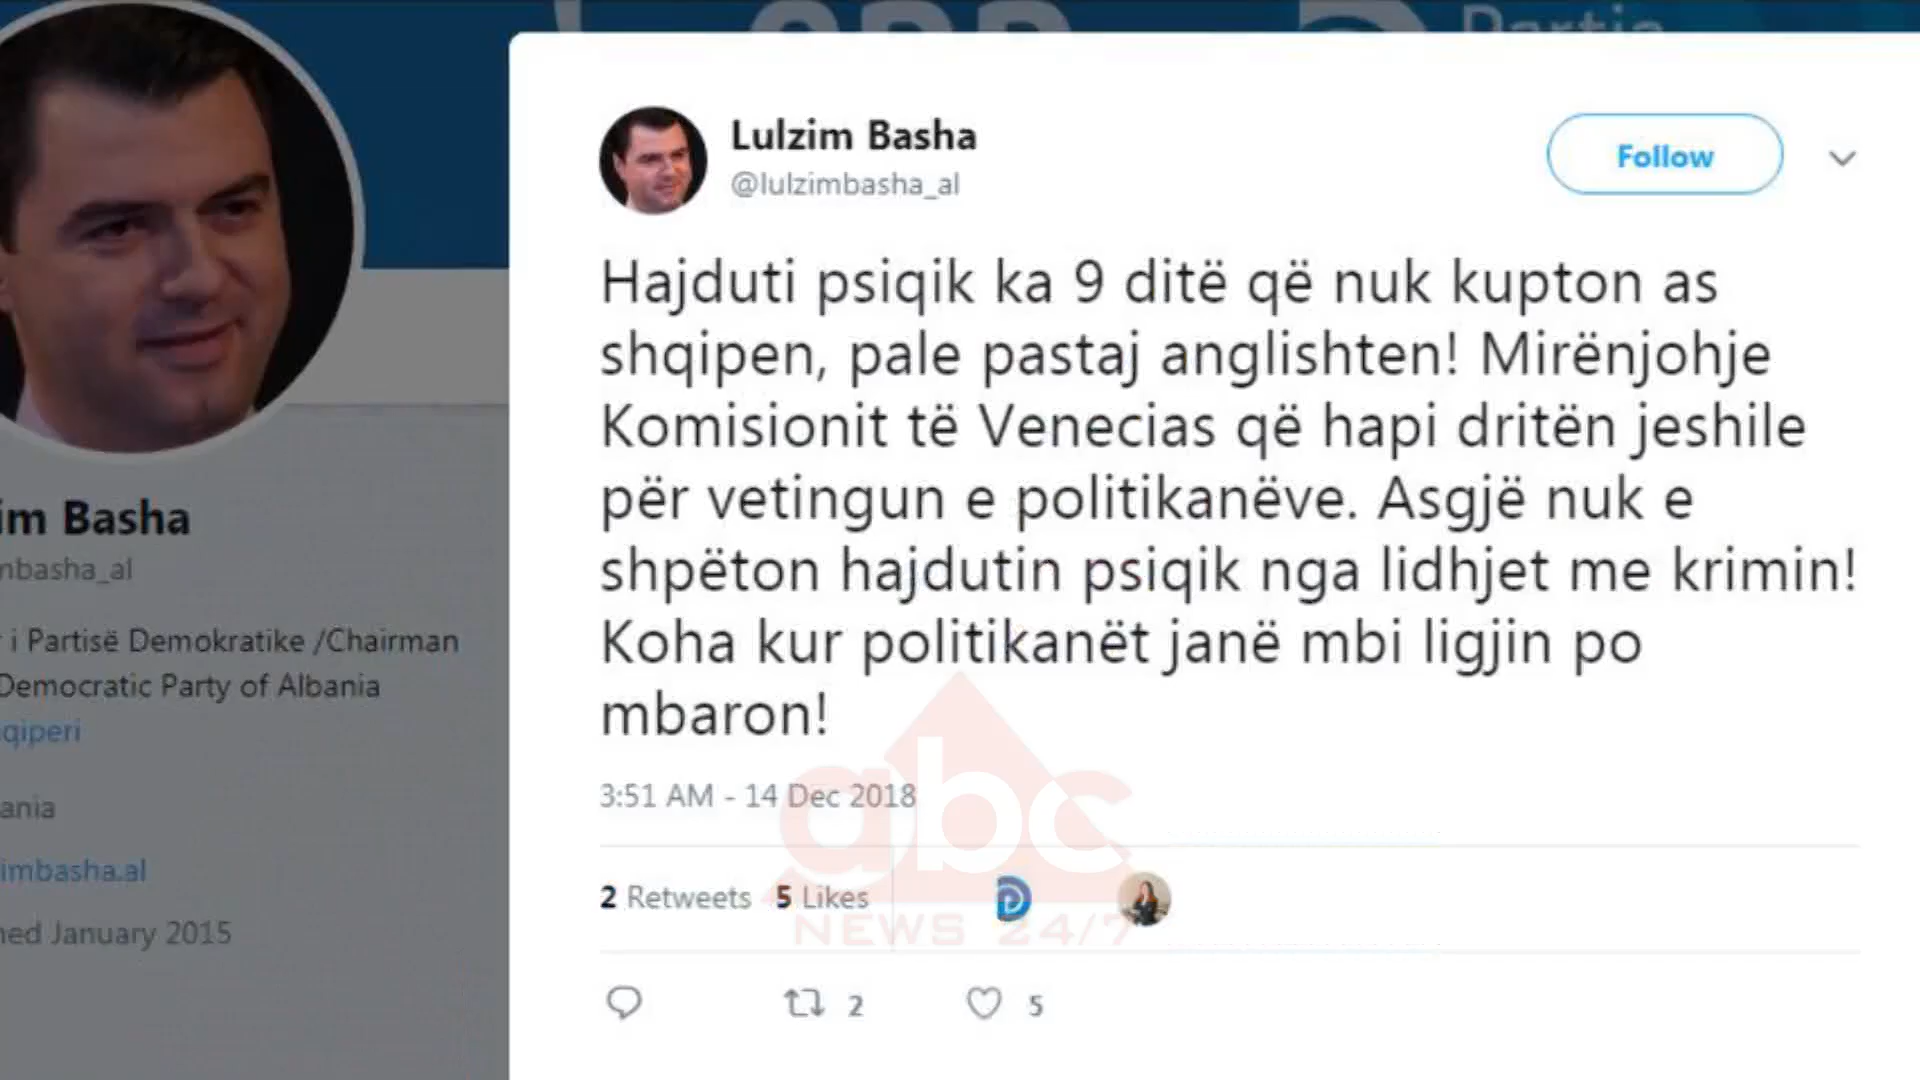 Lulzim Basha
@lulzimbasha_al
Follow
Hajduti psiqik ka 9 ditë që nuk kupton as
shqipen, pale pastaj anglishten! Mirënjohje
Komisionit të Venecias që hapi dritën jeshile
për vetingun e politikanëve. Asgjë nuk e
shpëton hajdutin psiqik nga lidhjet me krimin!
Koha kur politikanët janë mbi ligjin po
mbaron!
3:51 AM - 14 Dec 2018
2 Retweets 5 Likes
2 5
abc
NEWS 24/7
Partia
im Basha
mbasha_al
r i Partisë Demokratike /Chairman
Democratic Party of Albania
qiperi
ania
imbasha.al
ned January 2015